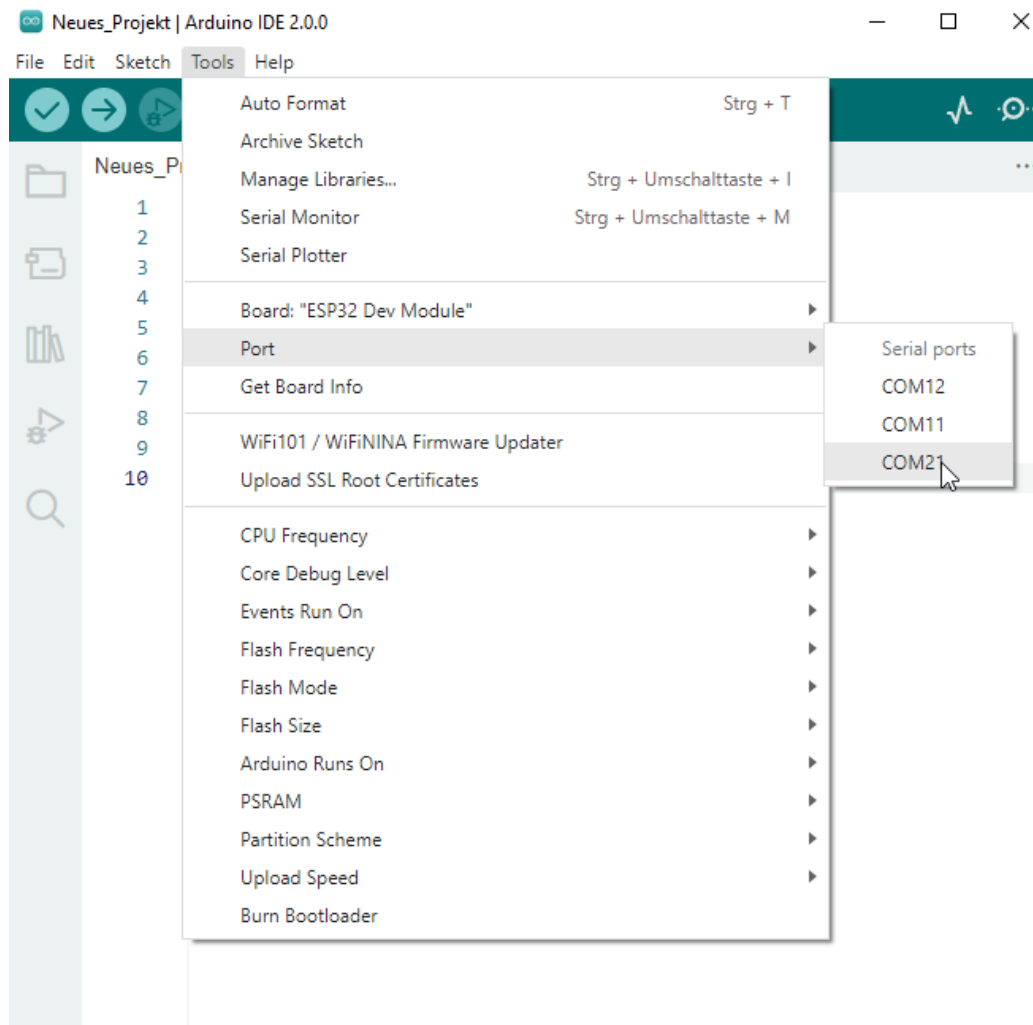 Neues_Projekt | Arduino IDE 2.0.0
File Edit Sketch Tools Help
Neues_P
Auto Format Strg + T
Archive Sketch
Manage Libraries... Strg + Umschalttaste + I
Serial Monitor Strg + Umschalttaste + M
Serial Plotter
Board: "ESP32 Dev Module"
Port
Get Board Info
WiFi101 / WiFiNINA Firmware Updater
Upload SSL Root Certificates
CPU Frequency
Core Debug Level
Events Run On
Flash Frequency
Flash Mode
Flash Size
Arduino Runs On
PSRAM
Partition Scheme
Upload Speed
Burn Bootloader
Serial ports
COM12
COM11
COM21
1
2
3
4
5
6
7
8
9
10